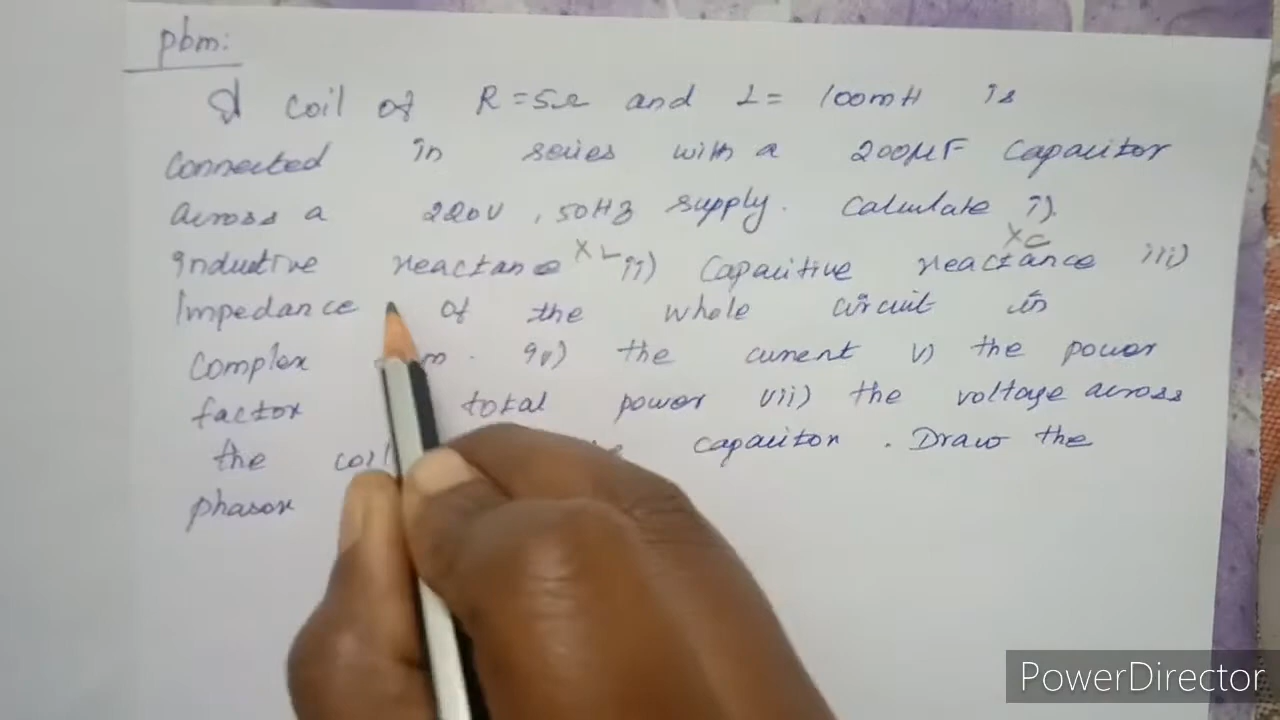 pbm:
A coil of R = 5Ω and L = 100mH is
connected in series with a 200μF capacitor
across a 220V, 50Hz supply. Calculate i).
Inductive reactance XL ii) Capacitive reactance XC iii)
Impedance of the whole circuit in
complex m. iv) the current v) the power
factor total power vii) the voltage across
the coil capacitor. Draw the
phasor
PowerDirector